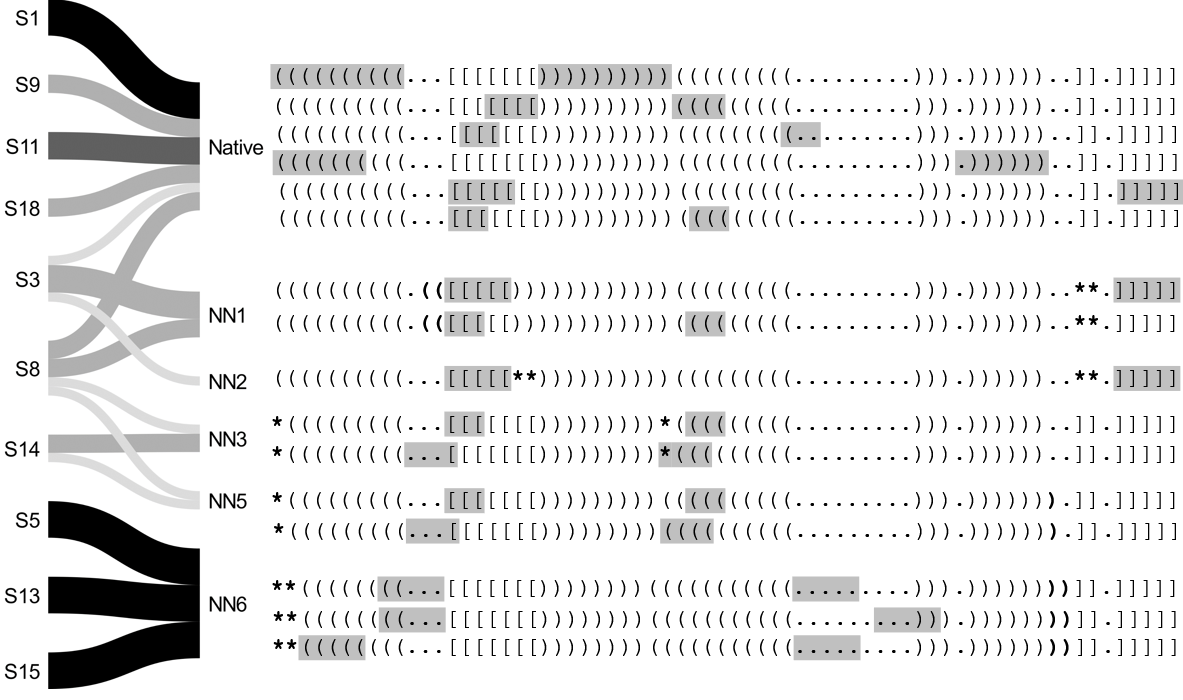 S1
S9
S11
S18
S3
S8
S14
S5
S13
S15
Native
NN1
NN2
NN3
NN5
NN6
((((((((((...[[[[[[[))))))))))(((((((((.........))).))))))..]].]]]]]
((((((((((...[[[[[[[))))))))))(((((((((.........))).))))))..]].]]]]]
((((((((((...[[[[[[[))))))))))(((((((((.........))).))))))..]].]]]]]
((((((((((...[[[[[[[))))))))))(((((((((.........))).))))))..]].]]]]]
((((((((((...[[[[[[[))))))))))(((((((((.........))).))))))..]].]]]]]
((((((((((...[[[[[[[))))))))))(((((((((.........))).))))))..]].]]]]]
((((((((((.(([[[[[))))))))))))(((((((((.........))).))))))..**.]]]]]
((((((((((.(([[[[[))))))))))))(((((((((.........))).))))))..**.]]]]]
((((((((((...[[[[[**))))))))))(((((((((.........))).))))))..**.]]]]]
*(((((((((...[[[[[[[)))))))))*(((((((((.........))).))))))..]].]]]]]
*(((((((((...[[[[[[[)))))))))*(((((((((.........))).))))))..]].]]]]]
*(((((((((...[[[[[[[)))))))))((((((((((.........))).))))))).]].]]]]]
*(((((((((...[[[[[[[)))))))))((((((((((.........))).))))))).]].]]]]]
**((((((((...[[[[[[[))))))))(((((((((((.........))).))))))))]].]]]]]
**((((((((...[[[[[[[))))))))(((((((((((.........))).))))))))]].]]]]]
**((((((((...[[[[[[[))))))))(((((((((((.........))).))))))))]].]]]]]